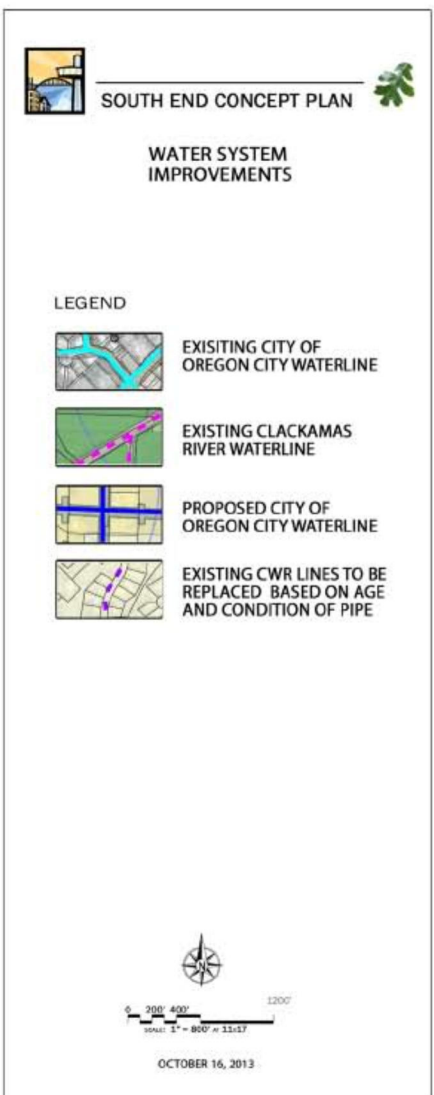 SOUTH END CONCEPT PLAN
WATER SYSTEM
IMPROVEMENTS
LEGEND
EXISITING CITY OF
OREGON CITY WATERLINE
EXISTING CLACKAMAS
RIVER WATERLINE
PROPOSED CITY OF
OREGON CITY WATERLINE
EXISTING CWR LINES TO BE
REPLACED BASED ON AGE
AND CONDITION OF PIPE
N
0 200' 400' 1200'
SCALE: 1" = 800' AT 11x17
OCTOBER 16, 2013